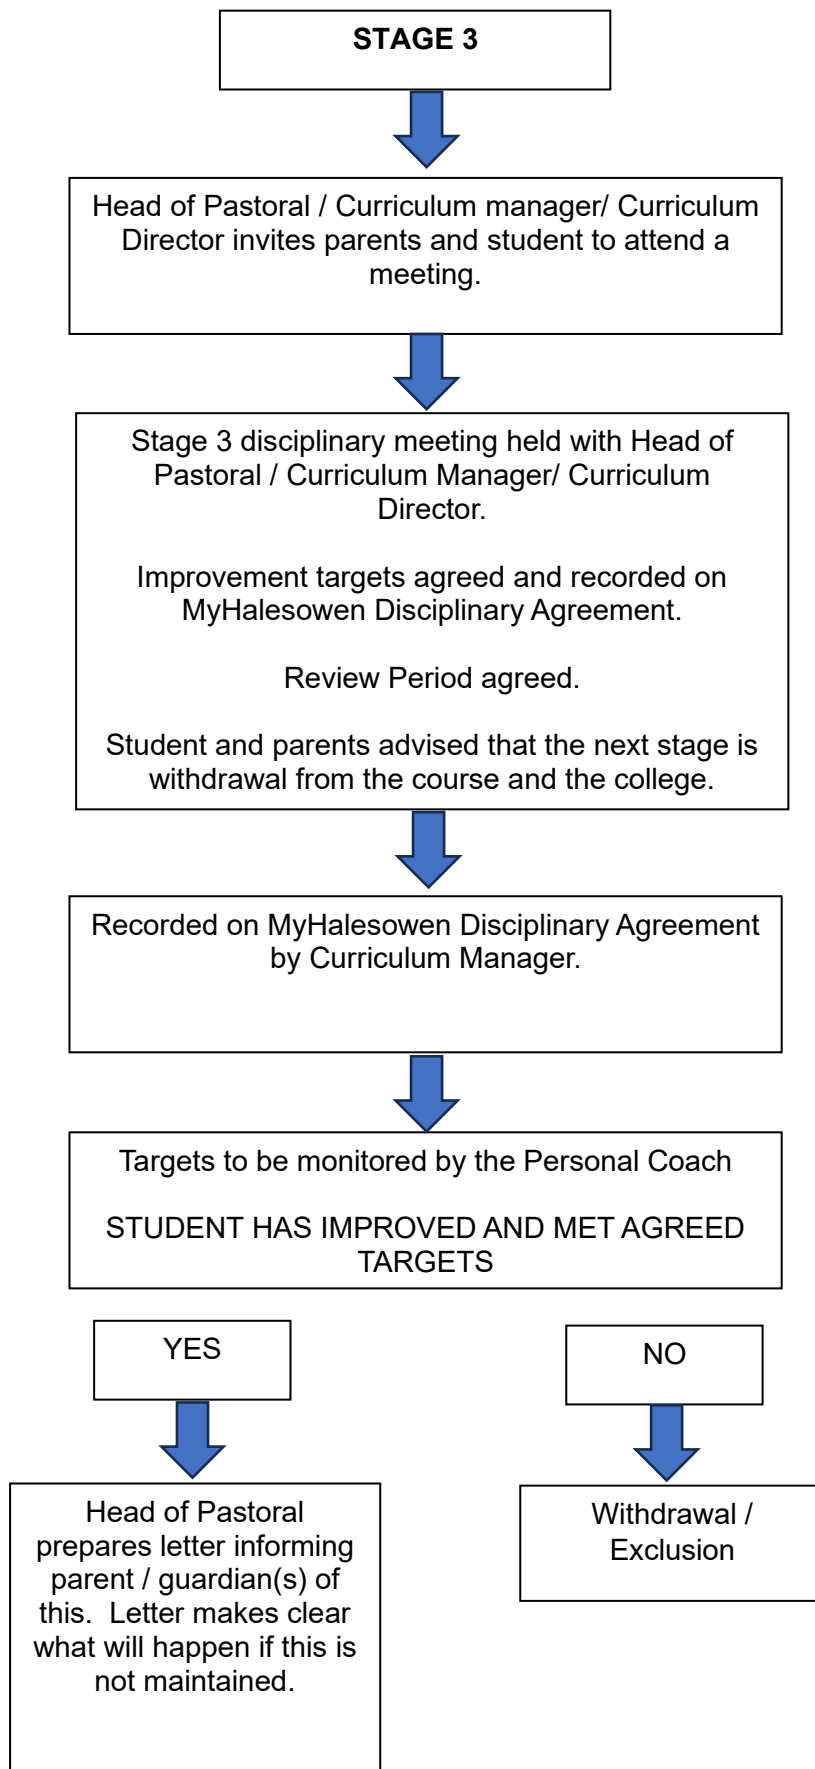 STAGE 3
Head of Pastoral / Curriculum manager/ Curriculum
Director invites parents and student to attend a
meeting.
Stage 3 disciplinary meeting held with Head of
Pastoral / Curriculum Manager/ Curriculum
Director.
Improvement targets agreed and recorded on
MyHalesowen Disciplinary Agreement.
Review Period agreed.
Student and parents advised that the next stage is
withdrawal from the course and the college.
Recorded on MyHalesowen Disciplinary Agreement
by Curriculum Manager.
Targets to be monitored by the Personal Coach
STUDENT HAS IMPROVED AND MET AGREED
TARGETS
YES
NO
Head of Pastoral
prepares letter informing
parent / guardian(s) of
this.  Letter makes clear
what will happen if this is
not maintained.
Withdrawal /
Exclusion